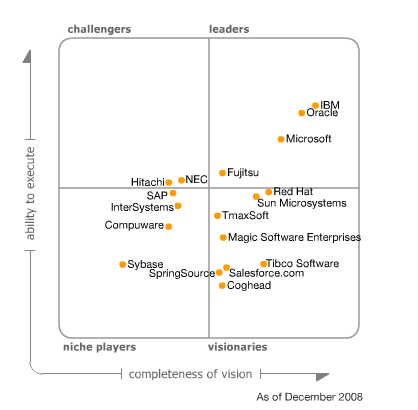 challengers
leaders
IBM
Oracle
Microsoft
Fujitsu
NEC
Hitachi
Red Hat
SAP
Sun Microsystems
InterSystems
TmaxSoft
Compuware
Magic Software Enterprises
Sybase
Tibco Software
SpringSource
Salesforce.com
Coghead
niche players
visionaries
ability to execute
completeness of vision
As of December 2008